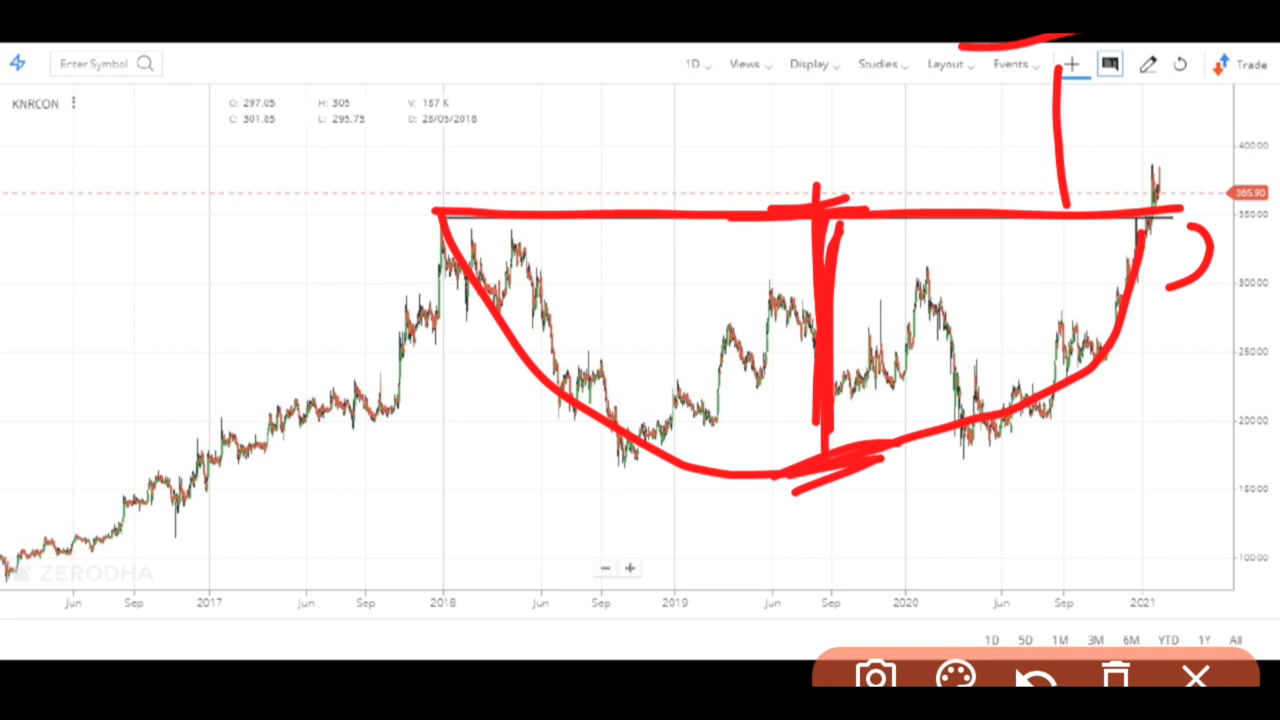 Enter Symbol 1D Views Display Studies Layout Events Trade
KNRCON O: 297.05 H: 305 V: 187 K
C: 301.85 L: 295.75 D: 28/05/2018
400.00
365.90
350.00
300.00
250.00
200.00
150.00
100.00
ZERODHA
Jun Sep 2017 Jun Sep 2018 Jun Sep 2019 Jun Sep 2020 Jun Sep 2021
1D 5D 1M 3M 6M YTD 1Y All